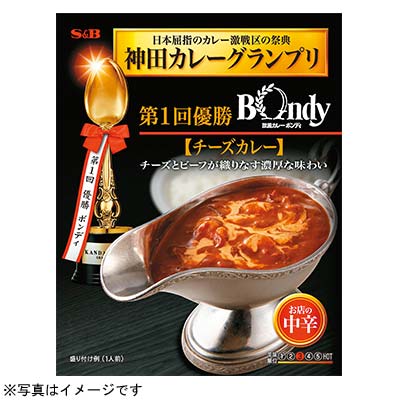 S&B
日本屈指のカレー激戦区の祭典
神田カレーグランプリ
第1回優勝
Bondy
欧風カレー ボンディ
【チーズカレー】
チーズとビーフが織りなす濃厚な味わい
第1回 優勝 ボンディ
お店の
中辛
辛味
順位 1 2 3 4 5 HOT
盛り付け例(1人前)
※写真はイメージです